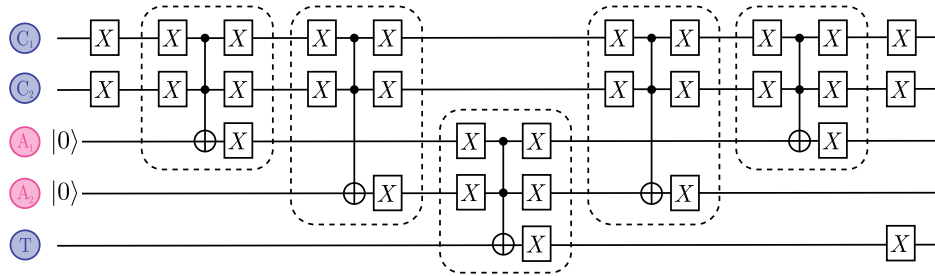 C₁ X X X X X X X X X X
C₂ X X X X X X X X X X
A₁ |0⟩ X X X X
A₂ |0⟩ X X X X
T X X